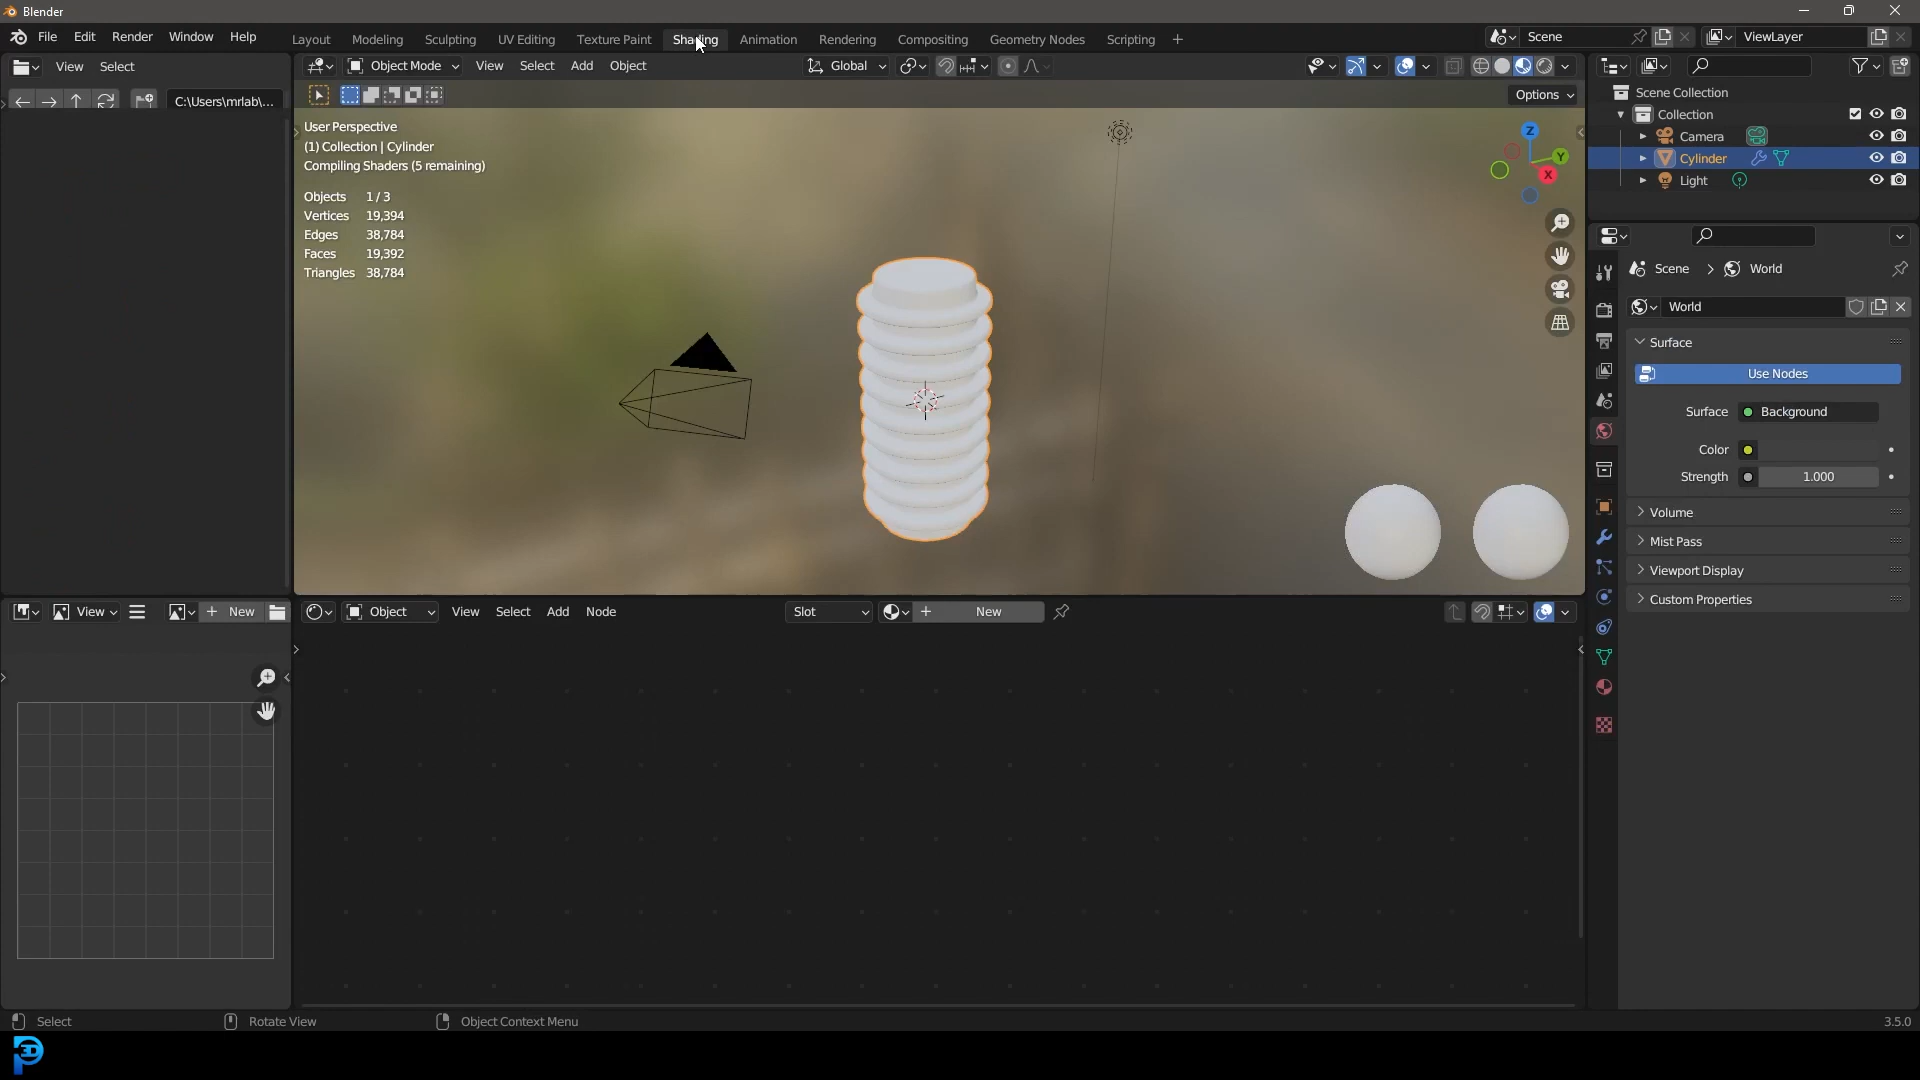 Blender
File Edit Render Window Help
Layout Modeling Sculpting UV Editing Texture Paint Shading Animation Rendering Compositing Geometry Nodes Scripting +
Scene
ViewLayer
View Select
Object Mode View Select Add Object
Global
C:\Users\mrlab\...
Options
User Perspective
(1) Collection | Cylinder
Compiling Shaders (5 remaining)
Objects 1 / 3
Vertices 19,394
Edges 38,784
Faces 19,392
Triangles 38,784
Z
Y
X
Scene Collection
Collection
Camera
Cylinder
Light
Scene > World
World
Surface
Use Nodes
Surface Background
Color
Strength 1.000
Volume
Mist Pass
Viewport Display
Custom Properties
View + New
Object View Select Add Node
Slot
+ New
Select
Rotate View
Object Context Menu
3.5.0
3D